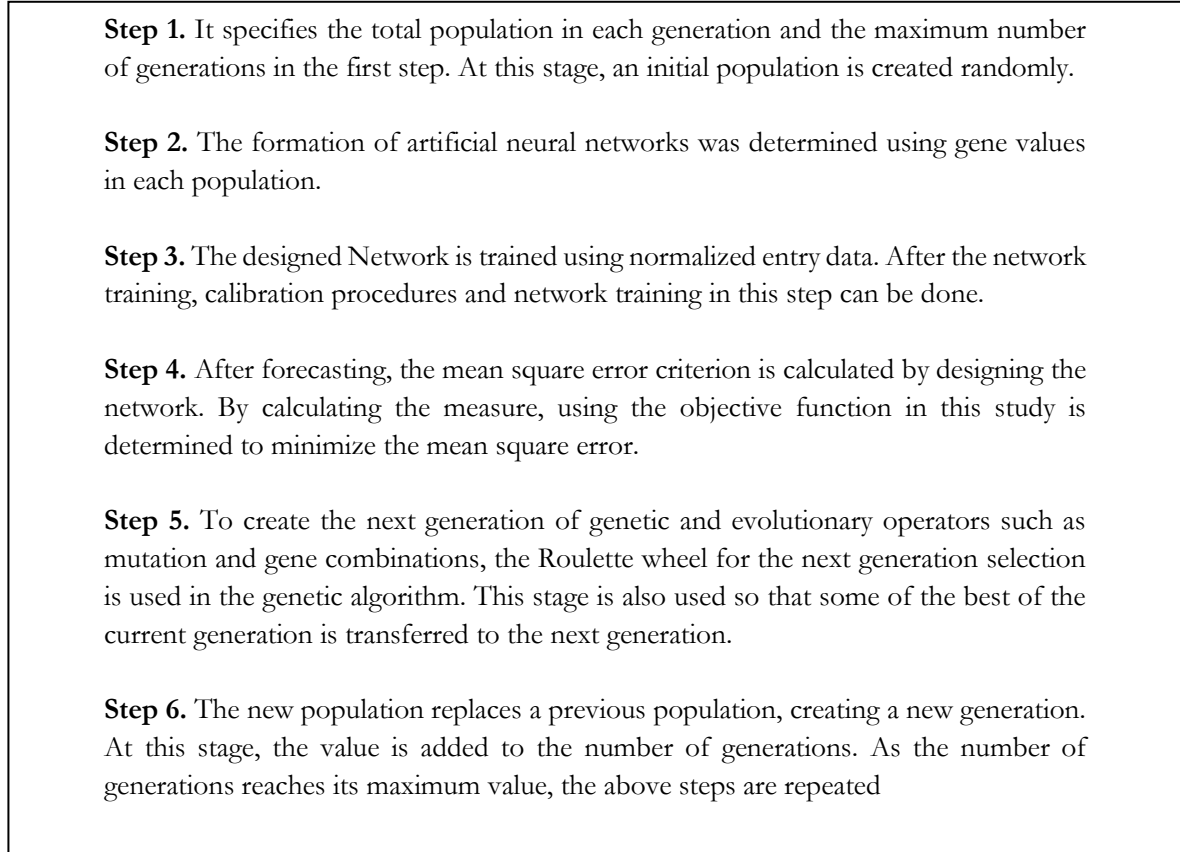 Step 1. It specifies the total population in each generation and the maximum number
of generations in the first step. At this stage, an initial population is created randomly.
Step 2. The formation of artificial neural networks was determined using gene values
in each population.
Step 3. The designed Network is trained using normalized entry data. After the network
training, calibration procedures and network training in this step can be done.
Step 4. After forecasting, the mean square error criterion is calculated by designing the
network. By calculating the measure, using the objective function in this study is
determined to minimize the mean square error.
Step 5. To create the next generation of genetic and evolutionary operators such as
mutation and gene combinations, the Roulette wheel for the next generation selection
is used in the genetic algorithm. This stage is also used so that some of the best of the
current generation is transferred to the next generation.
Step 6. The new population replaces a previous population, creating a new generation.
At this stage, the value is added to the number of generations. As the number of
generations reaches its maximum value, the above steps are repeated